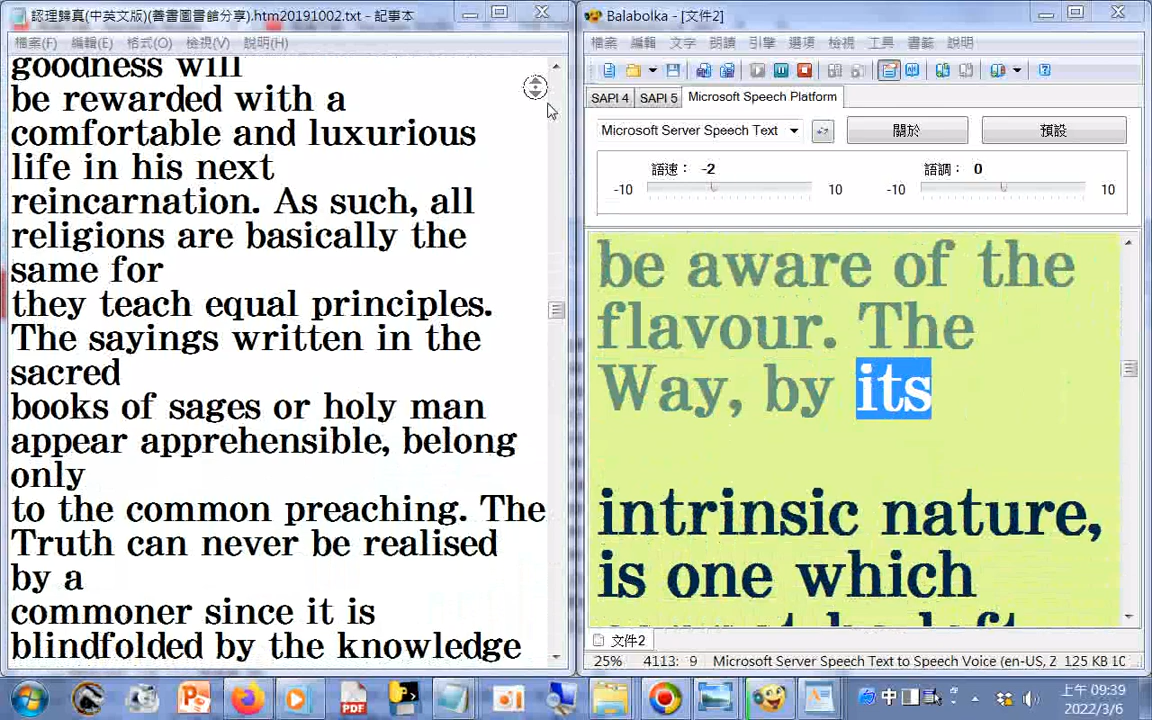 認理歸真(中英文版)(善書圖書館分享).htm20191002.txt - 記事本
檔案(F) 編輯(E) 格式(O) 檢視(V) 說明(H)
goodness will
be rewarded with a
comfortable and luxurious
life in his next
reincarnation. As such, all
religions are basically the
same for
they teach equal principles.
The sayings written in the
sacred
books of sages or holy man
appear apprehensible, belong
only
to the common preaching. The
Truth can never be realised
by a
commoner since it is
blindfolded by the knowledge
Balabolka - [文件2]
檔案 編輯 文字 朗讀 引擎 選項 檢視 工具 書籤 說明
SAPI 4 SAPI 5 Microsoft Speech Platform
Microsoft Server Speech Text 關於 預設
語速： -2 語調： 0
-10 10 -10 10
be aware of the
flavour. The
Way, by its
intrinsic nature,
is one which
文件2
25% 4113: 9 Microsoft Server Speech Text to Speech Voice (en-US, Z 125 KB 10
中
上午 09:39
2022/3/6